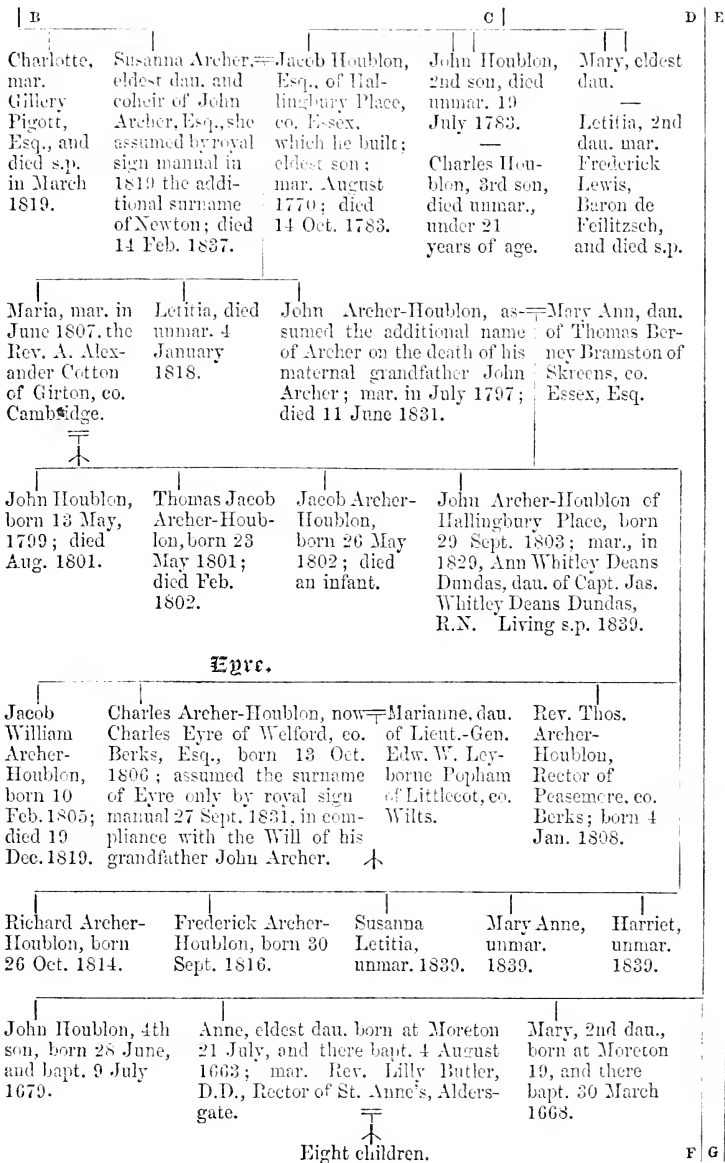 B C D E
Charlotte,
mar.
Gillery
Pigott,
Esq., and
died s.p.
in March
1819.
Susanna Archer,
eldest dau. and
coheir of John
Archer, Esq., she
assumed by royal
sign manual in
1819 the addi-
tional surname
of Newton; died
14 Feb. 1837.
Jacob Houblon,
Esq., of Hal-
lingbury Place,
co. Essex,
which he built;
eldest son;
mar. August
1770; died
14 Oct. 1783.
John Houblon,
2nd son, died
unmar. 19
July 1783.
—
Charles Hou-
blon, 3rd son,
died unmar.,
under 21
years of age.
Mary, eldest
dau.
—
Letitia, 2nd
dau. mar.
Frederick
Lewis,
Baron de
Feilitzsch,
and died s.p.
Maria, mar. in
June 1807, the
Rev. A. Alex-
ander Cotton
of Girton, co.
Cambridge.
Letitia, died
unmar. 4
January
1818.
John Archer-Houblon, as-
sumed the additional name
of Archer on the death of his
maternal grandfather John
Archer; mar. in July 1797;
died 11 June 1831.
Mary Ann, dau.
of Thomas Ber-
ney Bramston of
Skreens, co.
Essex, Esq.
John Houblon,
born 13 May,
1799; died
Aug. 1801.
Thomas Jacob
Archer-Houb-
lon, born 23
May 1801;
died Feb.
1802.
Jacob Archer-
Houblon,
born 26 May
1802; died
an infant.
John Archer-Houblon of
Hallingbury Place, born
29 Sept. 1803; mar., in
1829, Ann Whitley Deans
Dundas, dau. of Capt. Jas.
Whitley Deans Dundas,
R.N. Living s.p. 1839.
Eyre.
Jacob
William
Archer-
Houblon,
born 10
Feb. 1805;
died 19
Dec. 1819.
Charles Archer-Houblon, now
Charles Eyre of Welford, co.
Berks, Esq., born 13 Oct.
1806; assumed the surname
of Eyre only by royal sign
manual 27 Sept. 1831, in com-
pliance with the Will of his
grandfather John Archer.
Marianne, dau.
of Lieut.-Gen.
Edw. W. Ley-
borne Popham
of Littlecot, co.
Wilts.
Rev. Thos.
Archer-
Houblon,
Rector of
Peasemore, co.
Berks; born 4
Jan. 1808.
Richard Archer-
Houblon, born
26 Oct. 1814.
Frederick Archer-
Houblon, born 30
Sept. 1816.
Susanna
Letitia,
unmar. 1839.
Mary Anne,
unmar.
1839.
Harriet,
unmar.
1839.
John Houblon, 4th
son, born 28 June,
and bapt. 9 July
1679.
Anne, eldest dau. born at Moreton
21 July, and there bapt. 4 August
1663; mar. Rev. Lilly Butler,
D.D., Rector of St. Anne's, Alders-
gate.
Eight children.
Mary, 2nd dau.,
born at Moreton
19, and there
bapt. 30 March
1668.
F G